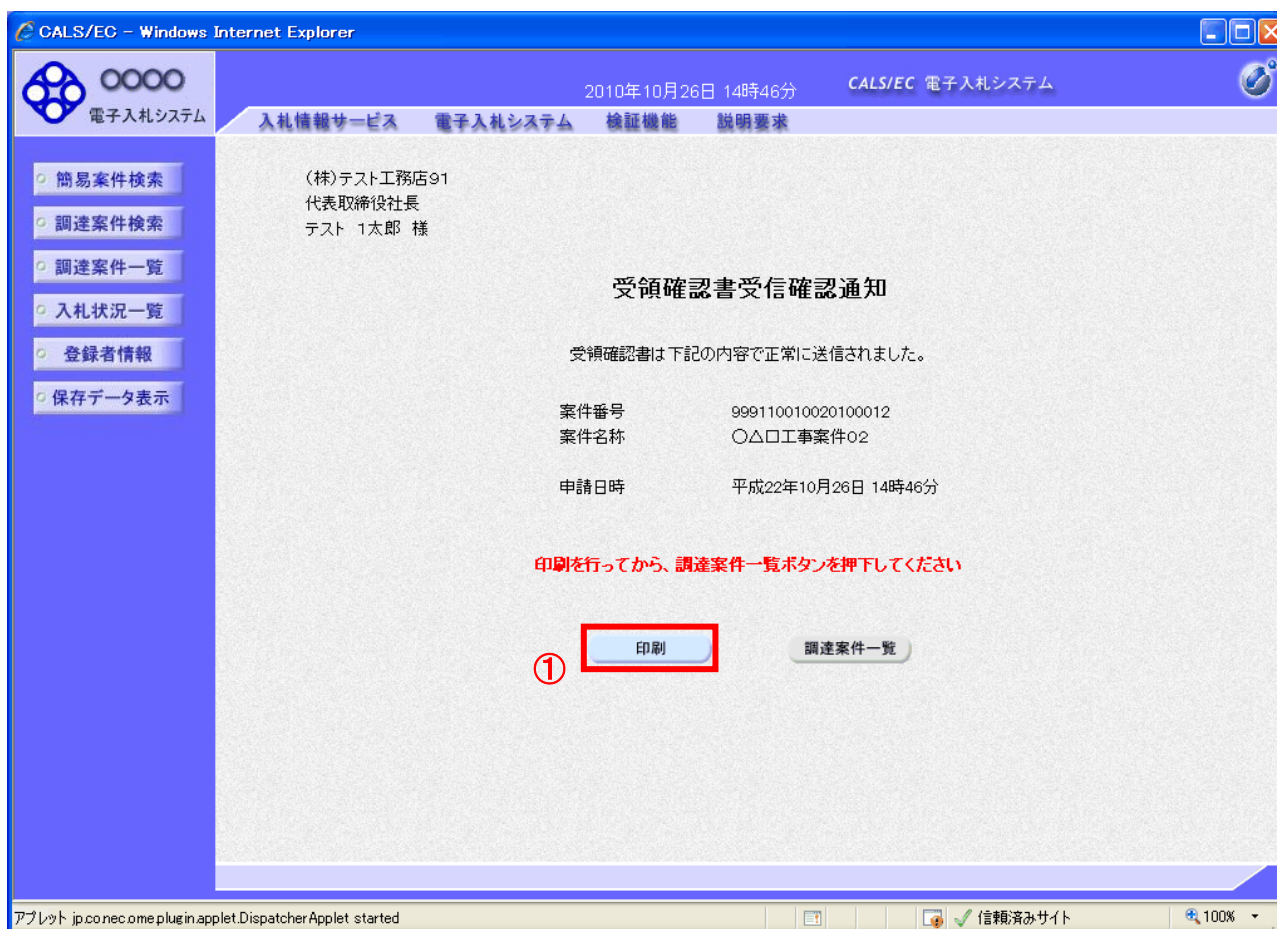 CALS/EC - Windows Internet Explorer
〇〇〇〇
電子入札システム
2010年10月26日 14時46分
CALS/EC 電子入札システム
入札情報サービス 電子入札システム 検証機能 説明要求
簡易案件検索
調達案件検索
調達案件一覧
入札状況一覧
登録者情報
保存データ表示
(株)テスト工務店91
代表取締役社長
テスト 1太郎 様
受領確認書受信確認通知
受領確認書は下記の内容で正常に送信されました。
案件番号 999110010020100012
案件名称 〇△口工事案件02
申請日時 平成22年10月26日 14時46分
印刷を行ってから、調達案件一覧ボタンを押下してください
① 印刷 調達案件一覧
アプレット jp.co.nec.ome.plugin.applet.DispatcherApplet started 信頼済みサイト 100%